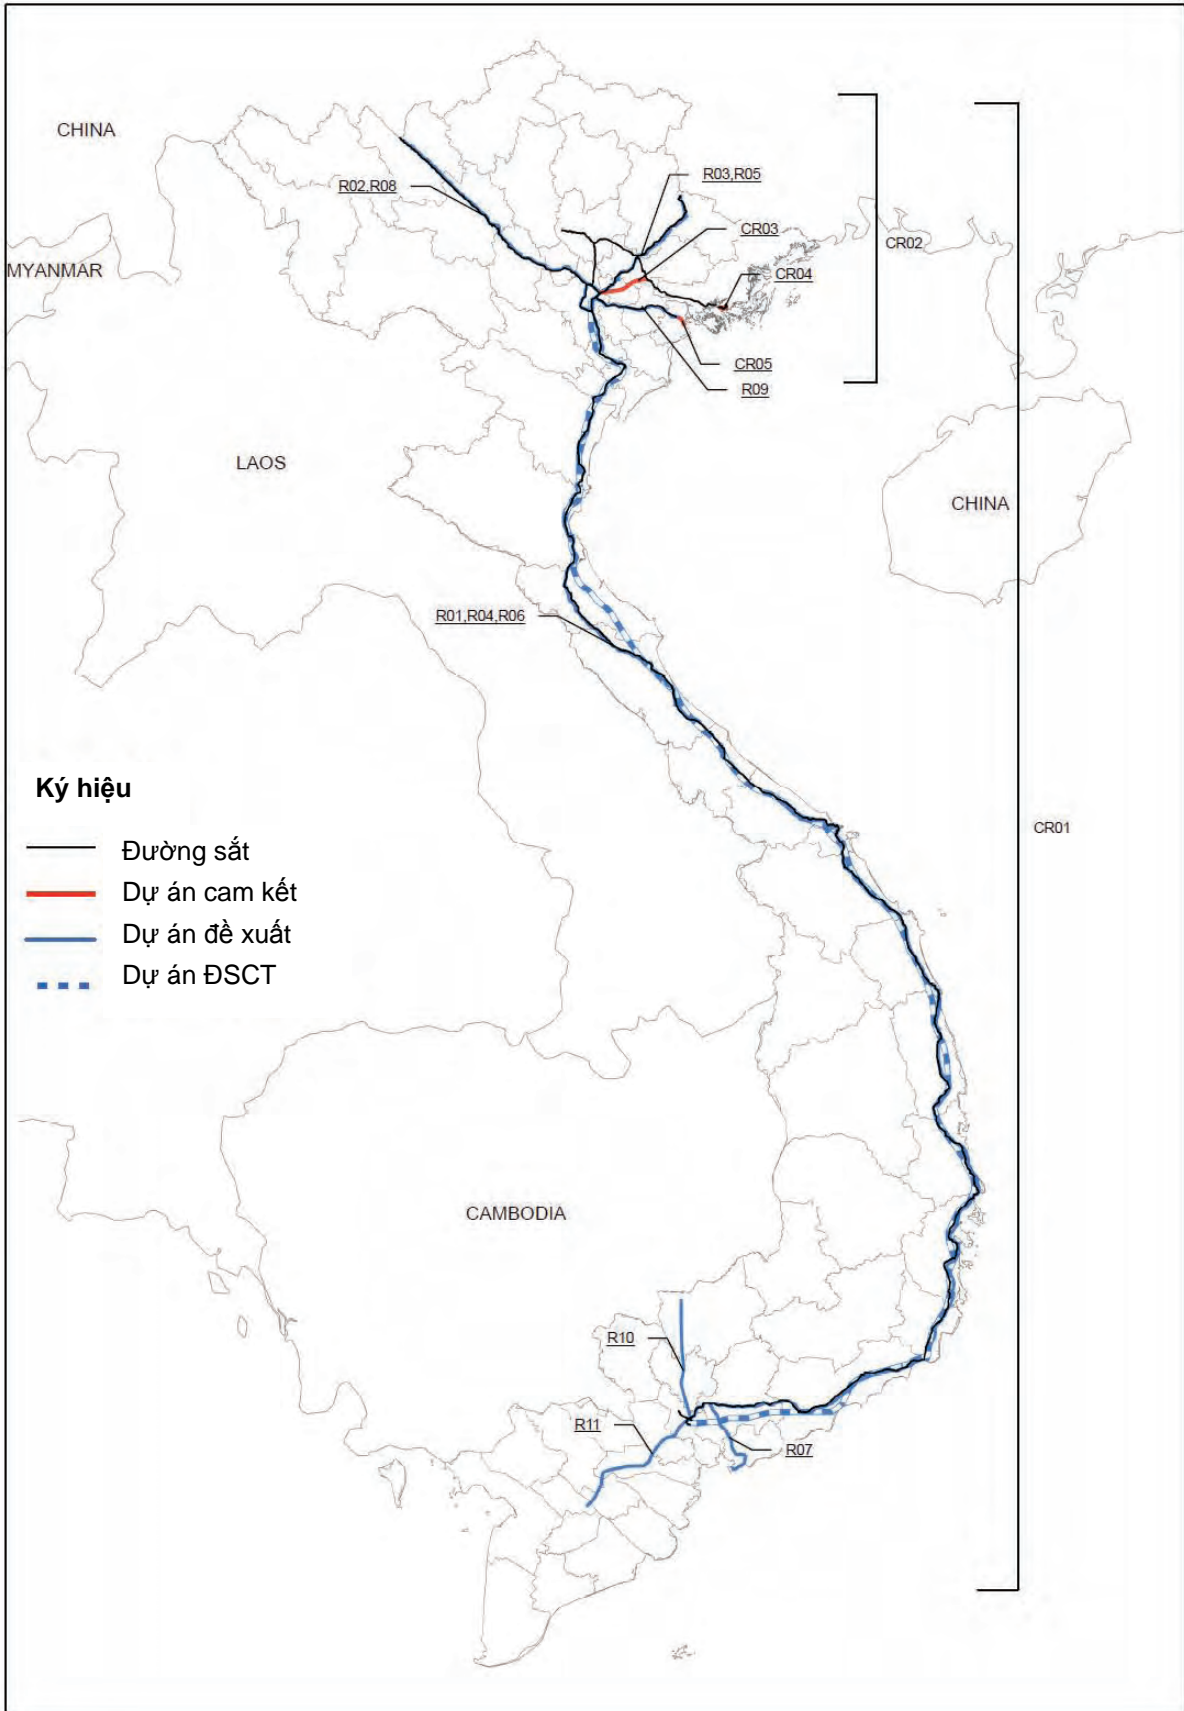 CHINA
R03,R05
R02,R08
CR03
CR02
MYANMAR
CR04
CR05
R09
LAOS
CHINA
R01,R04,R06
Ký hiệu
CR01
Đường sắt
Dự án cam kết
Dự án đề xuất
Dự án ĐSCT
CAMBODIA
R10
R11
R07